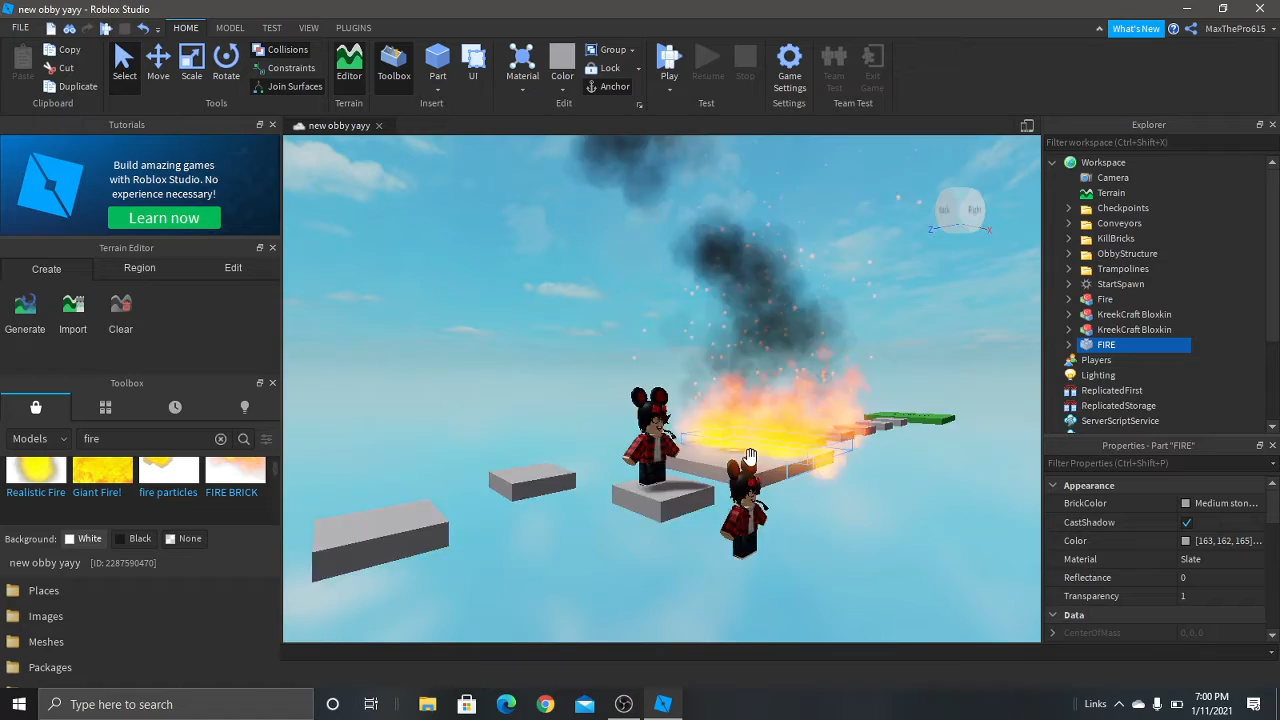 new obby yayy - Roblox Studio
FILE HOME MODEL TEST VIEW PLUGINS What's New MaxThePro615
Paste Copy Cut Duplicate Select Move Scale Rotate Collisions Constraints Join Surfaces Editor Toolbox Part UI Material Color Group Lock Anchor Play Resume Stop Game Settings Team Test Exit Game
Clipboard Tools Terrain Insert Edit Test Settings Team Test
Tutorials
Build amazing games
with Roblox Studio. No
experience necessary!
Learn now
Terrain Editor
Create Region Edit
Generate Import Clear
Toolbox
Models fire
Realistic Fire Giant Fire! fire particles FIRE BRICK
Background: White Black None
new obby yayy [ID: 2287590470]
Places
Images
Meshes
Packages
new obby yayy
Back Right
Z X
Explorer
Filter workspace (Ctrl+Shift+X)
Workspace
Camera
Terrain
Checkpoints
Conveyors
KillBricks
ObbyStructure
Trampolines
StartSpawn
Fire
KreekCraft Bloxkin
KreekCraft Bloxkin
FIRE
Players
Lighting
ReplicatedFirst
ReplicatedStorage
ServerScriptService
Properties - Part "FIRE"
Filter Properties (Ctrl+Shift+P)
Appearance
BrickColor Medium ston...
CastShadow
Color [163, 162, 165]...
Material Slate
Reflectance 0
Transparency 1
Data
CenterOfMass 0, 0, 0
Type here to search
Links 7:00 PM
1/11/2021